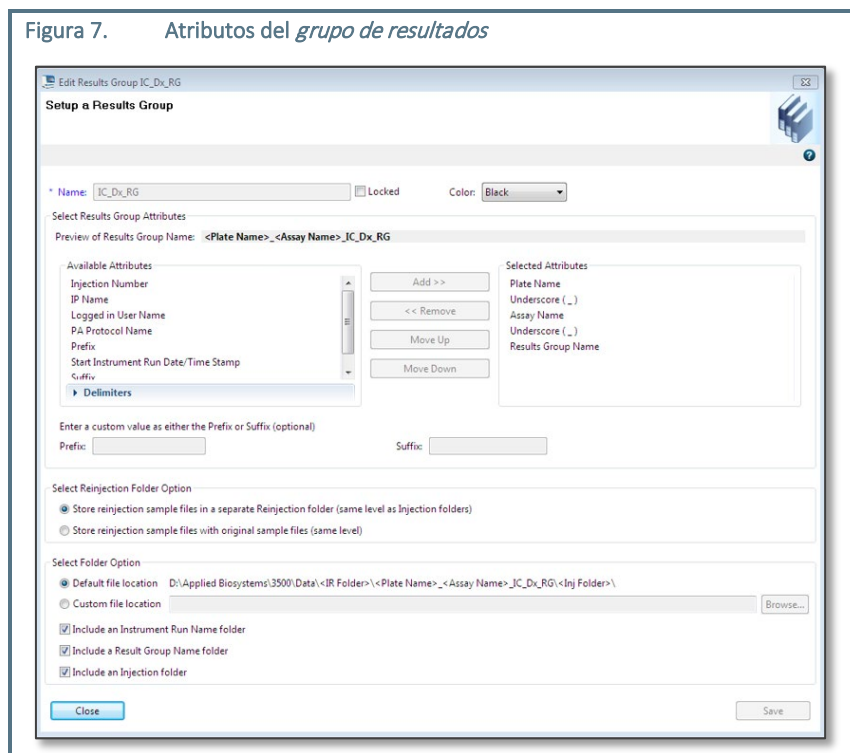 Figura 7. Atributos del grupo de resultados
Edit Results Group IC_Dx_RG
Setup a Results Group
* Name: IC_Dx_RG Locked Color: Black
Select Results Group Attributes
Preview of Results Group Name: <Plate Name>_<Assay Name>_IC_Dx_RG
Available Attributes
Injection Number
IP Name
Logged in User Name
PA Protocol Name
Prefix
Start Instrument Run Date/Time Stamp
Suffix
Delimiters
Add >>
<< Remove
Move Up
Move Down
Selected Attributes
Plate Name
Underscore ( _ )
Assay Name
Underscore ( _ )
Results Group Name
Enter a custom value as either the Prefix or Suffix (optional)
Prefix: Suffix:
Select Reinjection Folder Option
Store reinjection sample files in a separate Reinjection folder (same level as Injection folders)
Store reinjection sample files with original sample files (same level)
Select Folder Option
Default file location D:\Applied Biosystems\3500\Data\<IR Folder>\<Plate Name>_<Assay Name>_IC_Dx_RG\<Inj Folder>\
Custom file location Browse...
Include an Instrument Run Name folder
Include a Result Group Name folder
Include an Injection folder
Close Save